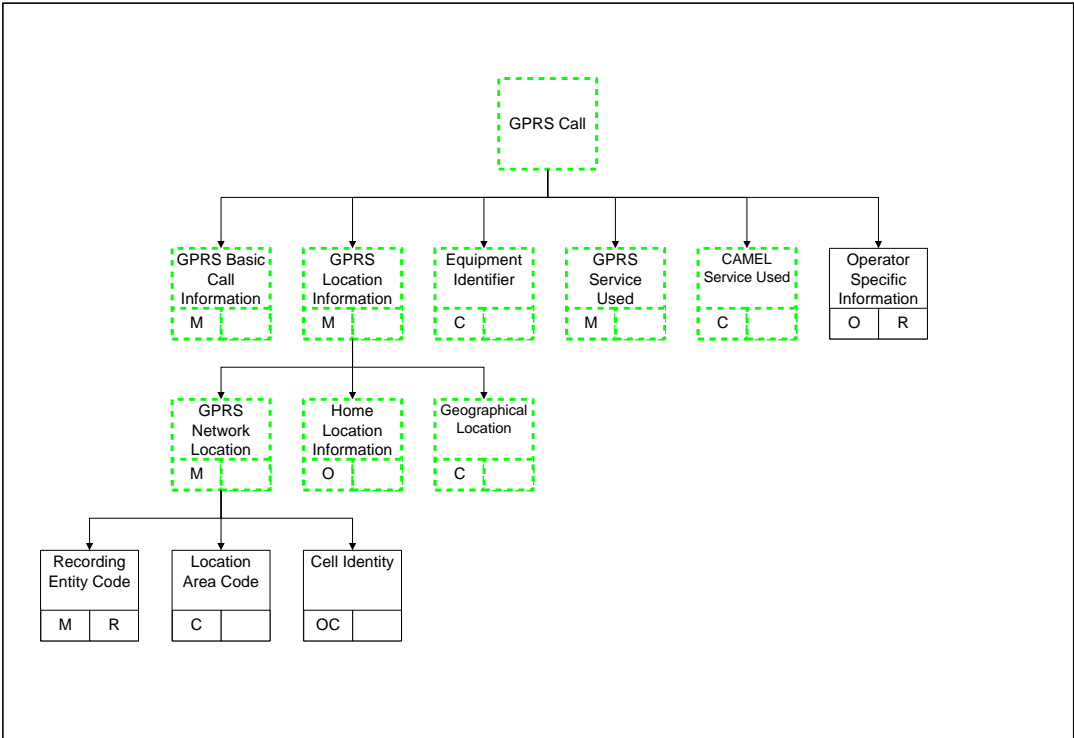 GPRS Call
GPRS Basic
Call
Information
M
GPRS
Location
Information
M
Equipment
Identifier
C
GPRS
Service
Used
M
CAMEL
Service Used
C
Operator
Specific
Information
O R
GPRS
Network
Location
M
Home
Location
Information
O
Geographical
Location
C
Recording
Entity Code
M R
Location
Area Code
C
Cell Identity
OC